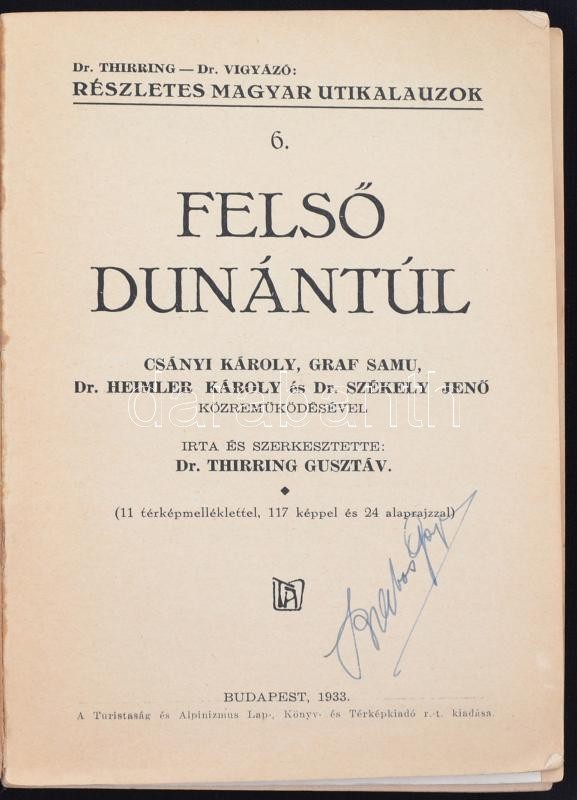 Dr. THIRRING — Dr. VIGYÁZÓ:
RÉSZLETES MAGYAR UTIKALAUZOK
6.
FELSŐ
DUNÁNTÚL
CSÁNYI KÁROLY, GRAF SAMU,
Dr. HEIMLER KÁROLY és Dr. SZÉKELY JENŐ
KÖZREMŰKÖDÉSÉVEL
darabanth
IRTA ÉS SZERKESZTETTE:
Dr. THIRRING GUSZTÁV.
(11 térképmelléklettel, 117 képpel és 24 alaprajzzal)
BUDAPEST, 1933.
A Turistaság és Alpinizmus Lap-, Könyv- és Térképkiadó r.-t. kiadása.